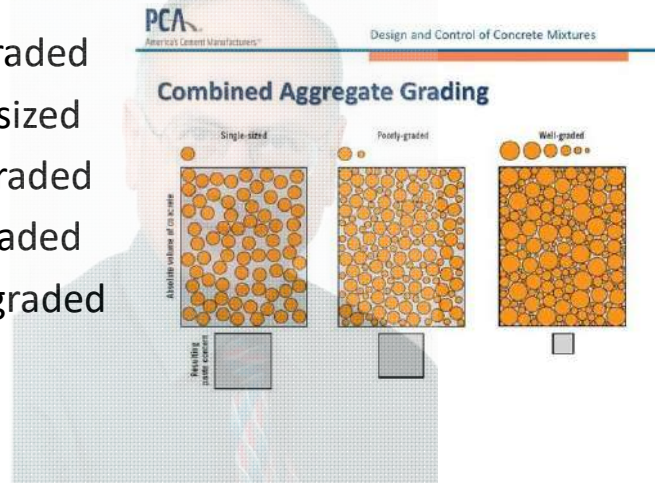 raded
sized
raded
aded
graded
PCA
America's Cement Manufacturers™
Design and Control of Concrete Mixtures
Combined Aggregate Grading
Single-sized
Poorly-graded
Well-graded
Absolute volume of concrete
Resulting
paste content